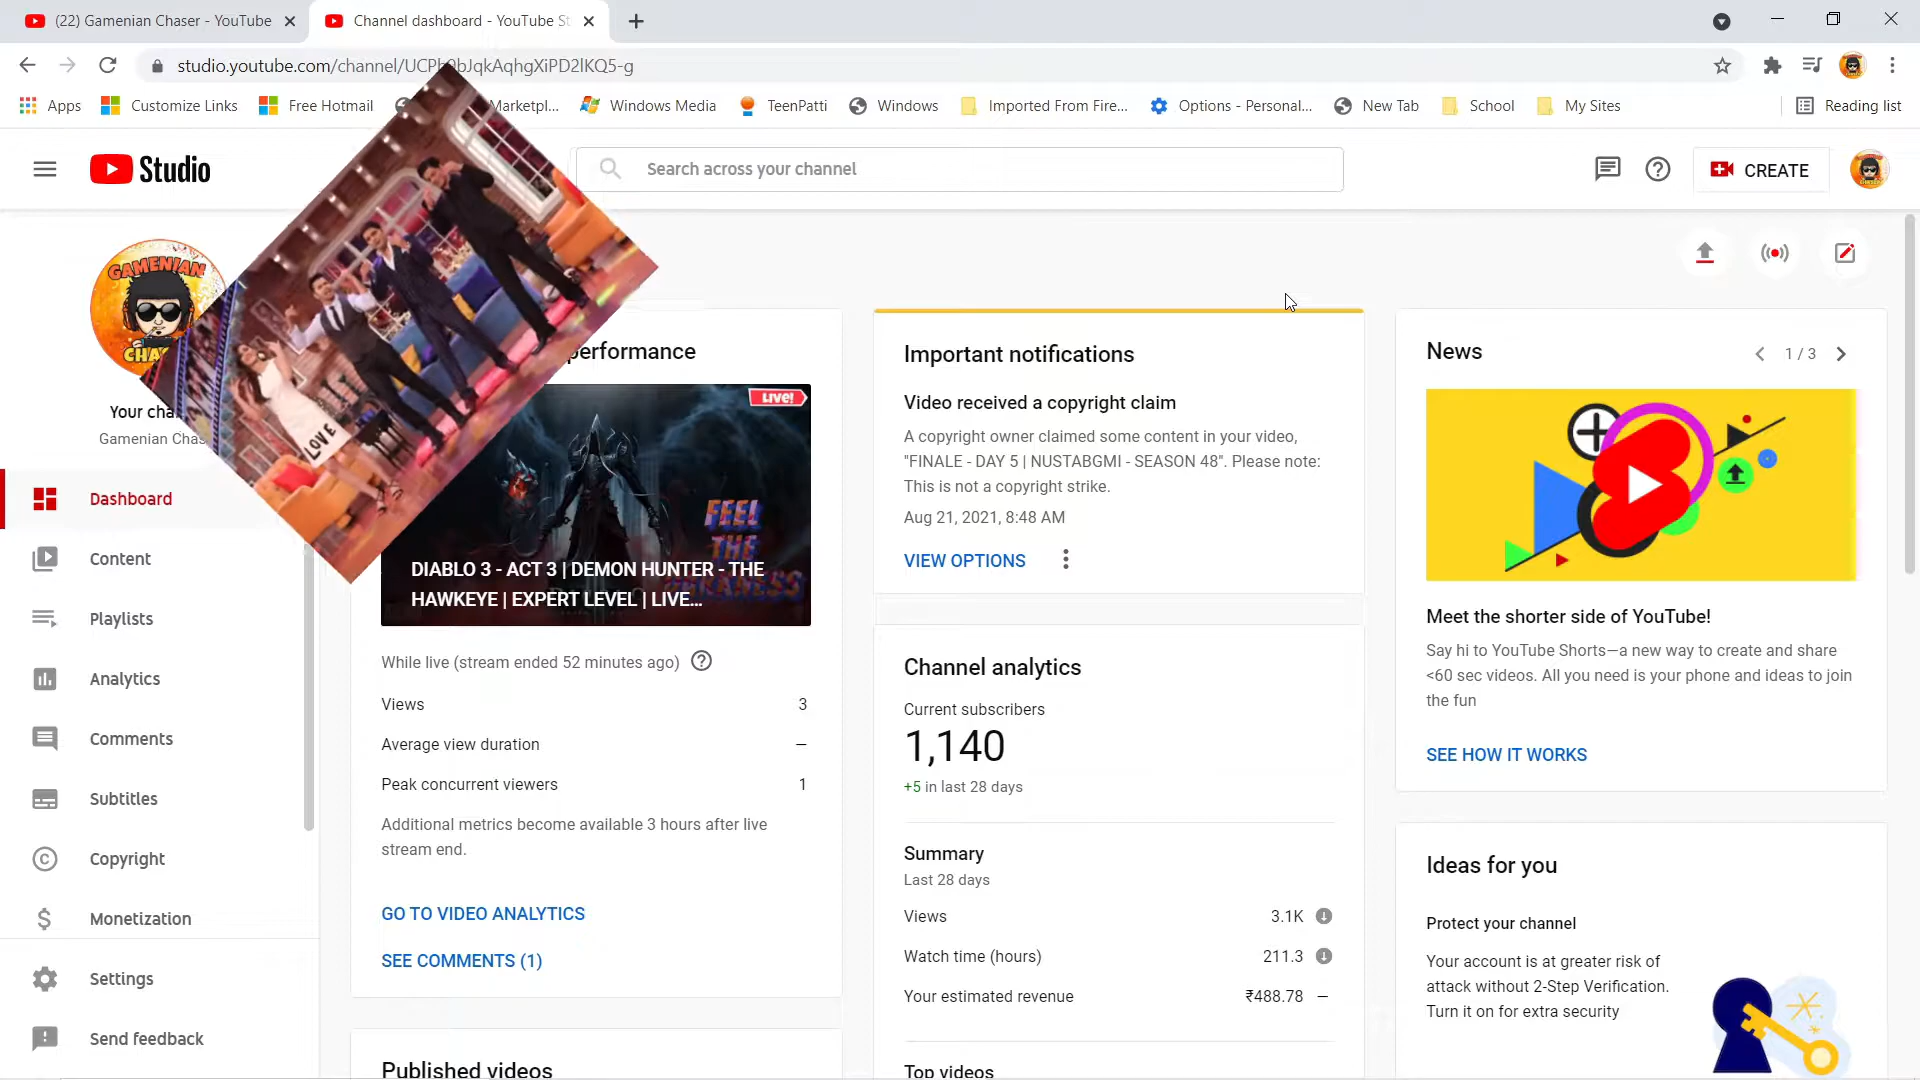 (22) Gamenian Chaser - YouTube
Channel dashboard - YouTube St
studio.youtube.com/channel/UCPh bJqkAqhgXiPD2lKQ5-g
Apps
Customize Links
Free Hotmail
Marketpl...
Windows Media
TeenPatti
Windows
Imported From Fire...
Options - Personal...
New Tab
School
My Sites
Reading list
Studio
Search across your channel
CREATE
GAMENIAN
CHA
Your cha
Gamenian Chas
Dashboard
Content
Playlists
Analytics
Comments
Subtitles
Copyright
Monetization
Settings
Send feedback
LOVE
performance
LIVE!
FEEL
THE
DIABLO 3 - ACT 3 | DEMON HUNTER - THE
HAWKEYE | EXPERT LEVEL | LIVE...
While live (stream ended 52 minutes ago)
Views 3
Average view duration –
Peak concurrent viewers 1
Additional metrics become available 3 hours after live
stream end.
GO TO VIDEO ANALYTICS
SEE COMMENTS (1)
Published videos
Important notifications
Video received a copyright claim
A copyright owner claimed some content in your video,
"FINALE - DAY 5 | NUSTABGMI - SEASON 48". Please note:
This is not a copyright strike.
Aug 21, 2021, 8:48 AM
VIEW OPTIONS
Channel analytics
Current subscribers
1,140
+5 in last 28 days
Summary
Last 28 days
Views 3.1K
Watch time (hours) 211.3
Your estimated revenue ₹488.78 –
Top videos
News
1 / 3
Meet the shorter side of YouTube!
Say hi to YouTube Shorts—a new way to create and share
<60 sec videos. All you need is your phone and ideas to join
the fun
SEE HOW IT WORKS
Ideas for you
Protect your channel
Your account is at greater risk of
attack without 2-Step Verification.
Turn it on for extra security